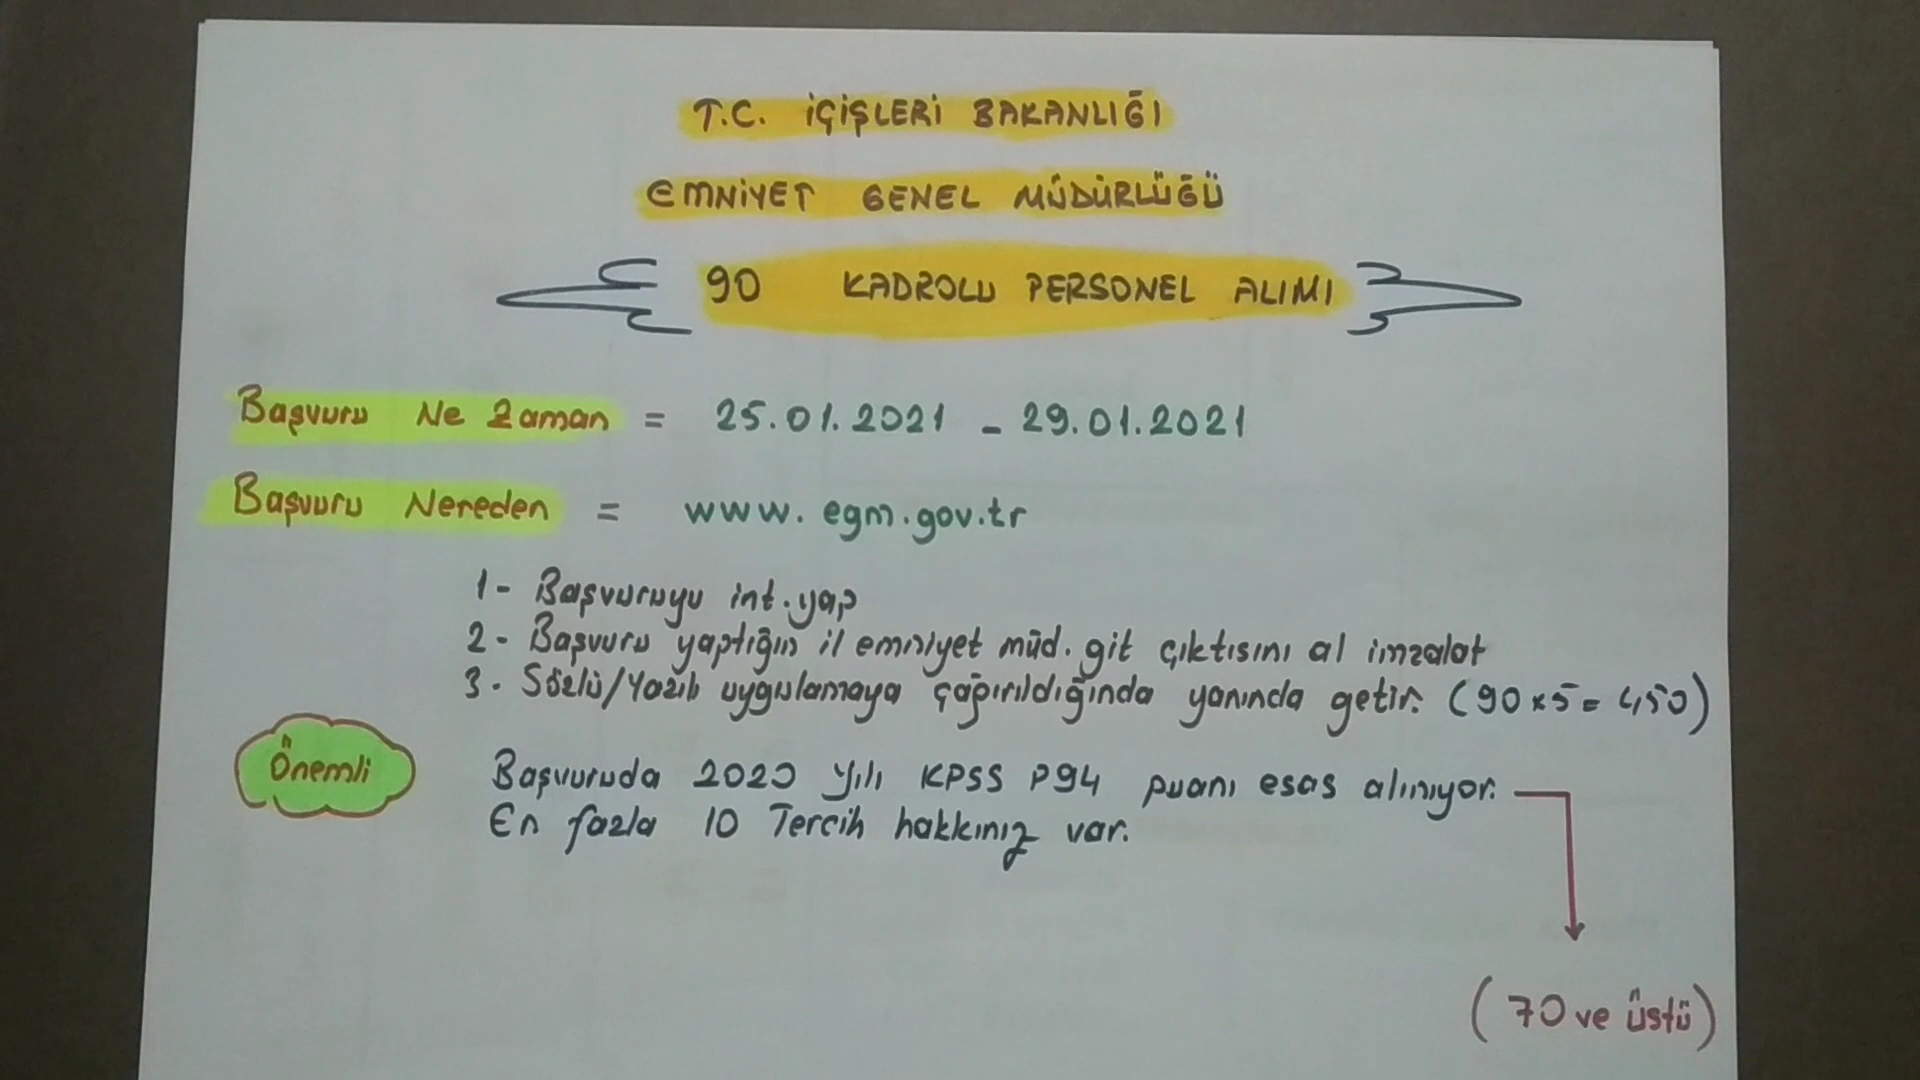 T.C. İÇİŞLERİ BAKANLIĞI
EMNİYET GENEL MÜDÜRLÜĞÜ
90 KADROLU PERSONEL ALIMI
Başvuru Ne Zaman = 25.01.2021 - 29.01.2021
Başvuru Nereden = www.egm.gov.tr
1- Başvuruyu int.yap
2- Başvuru yaptığın il emniyet müd. git çıktısını al imzalat
3- Sözlü/Yazılı uygulamaya çağırıldığında yanında getir. (90x5=450)
Önemli
Başvuruda 2020 yılı KPSS P94 puanı esas alınıyor.
En fazla 10 Tercih hakkınız var.
(70 ve üstü)